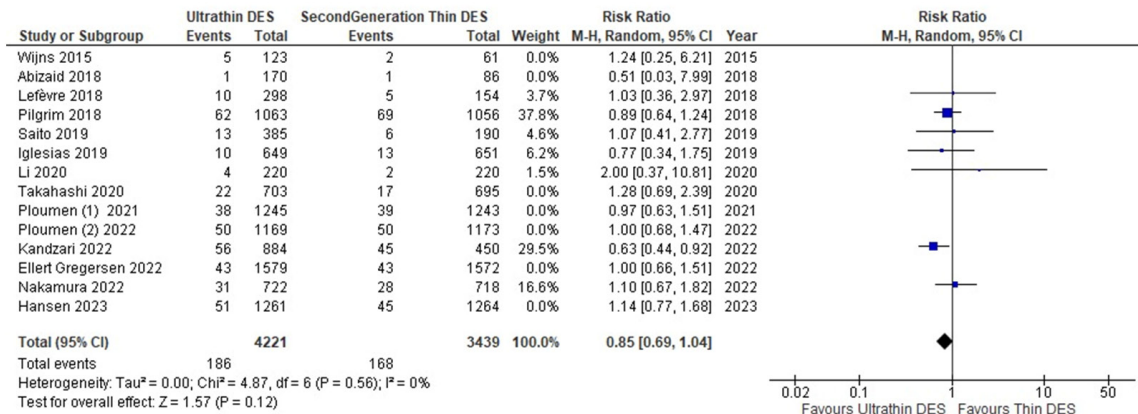 Ultrathin DES SecondGeneration Thin DES Risk Ratio Risk Ratio
Study or Subgroup Events Total Events Total Weight M-H, Random, 95% CI Year M-H, Random, 95% CI
Wijns 2015 5 123 2 61 0.0% 1.24 [0.25, 6.21] 2015
Abizaid 2018 1 170 1 86 0.0% 0.51 [0.03, 7.99] 2018
Lefèvre 2018 10 298 5 154 3.7% 1.03 [0.36, 2.97] 2018
Pilgrim 2018 62 1063 69 1056 37.8% 0.89 [0.64, 1.24] 2018
Saito 2019 13 385 6 190 4.6% 1.07 [0.41, 2.77] 2019
Iglesias 2019 10 649 13 651 6.2% 0.77 [0.34, 1.75] 2019
Li 2020 4 220 2 220 1.5% 2.00 [0.37, 10.81] 2020
Takahashi 2020 22 703 17 695 0.0% 1.28 [0.69, 2.39] 2020
Ploumen (1) 2021 38 1245 39 1243 0.0% 0.97 [0.63, 1.51] 2021
Ploumen (2) 2022 50 1169 50 1173 0.0% 1.00 [0.68, 1.47] 2022
Kandzari 2022 56 884 45 450 29.5% 0.63 [0.44, 0.92] 2022
Ellert Gregersen 2022 43 1579 43 1572 0.0% 1.00 [0.66, 1.51] 2022
Nakamura 2022 31 722 28 718 16.6% 1.10 [0.67, 1.82] 2022
Hansen 2023 51 1261 45 1264 0.0% 1.14 [0.77, 1.68] 2023
Total (95% CI) 4221 3439 100.0% 0.85 [0.69, 1.04]
Total events 186 168
Heterogeneity: Tau² = 0.00; Chi² = 4.87, df = 6 (P = 0.56); I² = 0%
Test for overall effect: Z = 1.57 (P = 0.12)
0.02 0.1 1 10 50
Favours Ultrathin DES Favours Thin DES